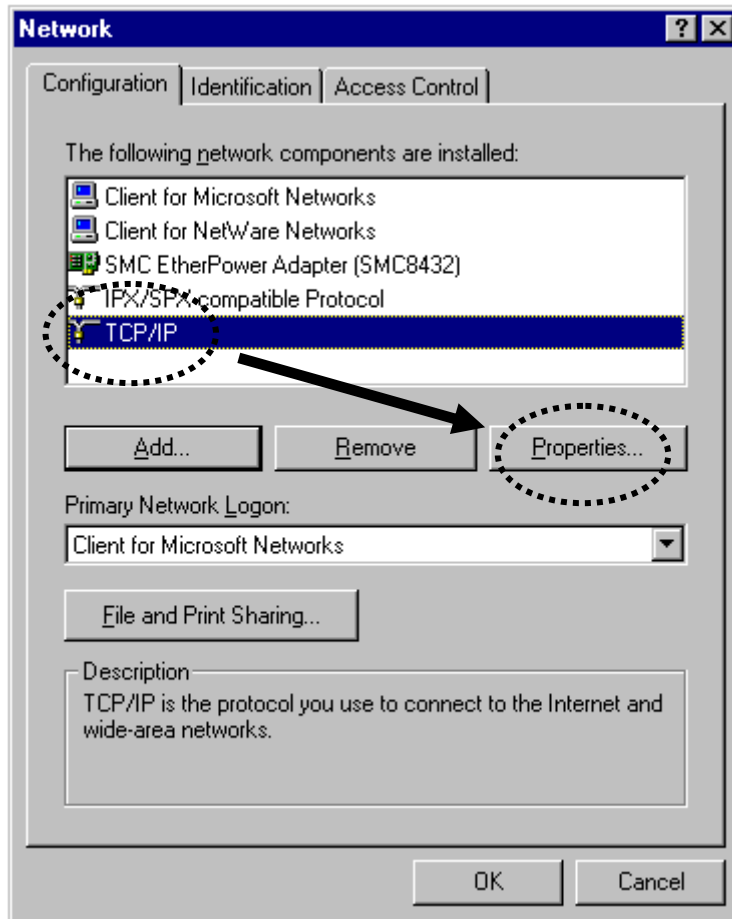 Network
Configuration Identification Access Control
The following network components are installed:
Client for Microsoft Networks
Client for NetWare Networks
SMC EtherPower Adapter (SMC8432)
IPX/SPX-compatible Protocol
TCP/IP
Add... Remove Properties...
Primary Network Logon:
Client for Microsoft Networks
File and Print Sharing...
Description
TCP/IP is the protocol you use to connect to the Internet and
wide-area networks.
OK Cancel